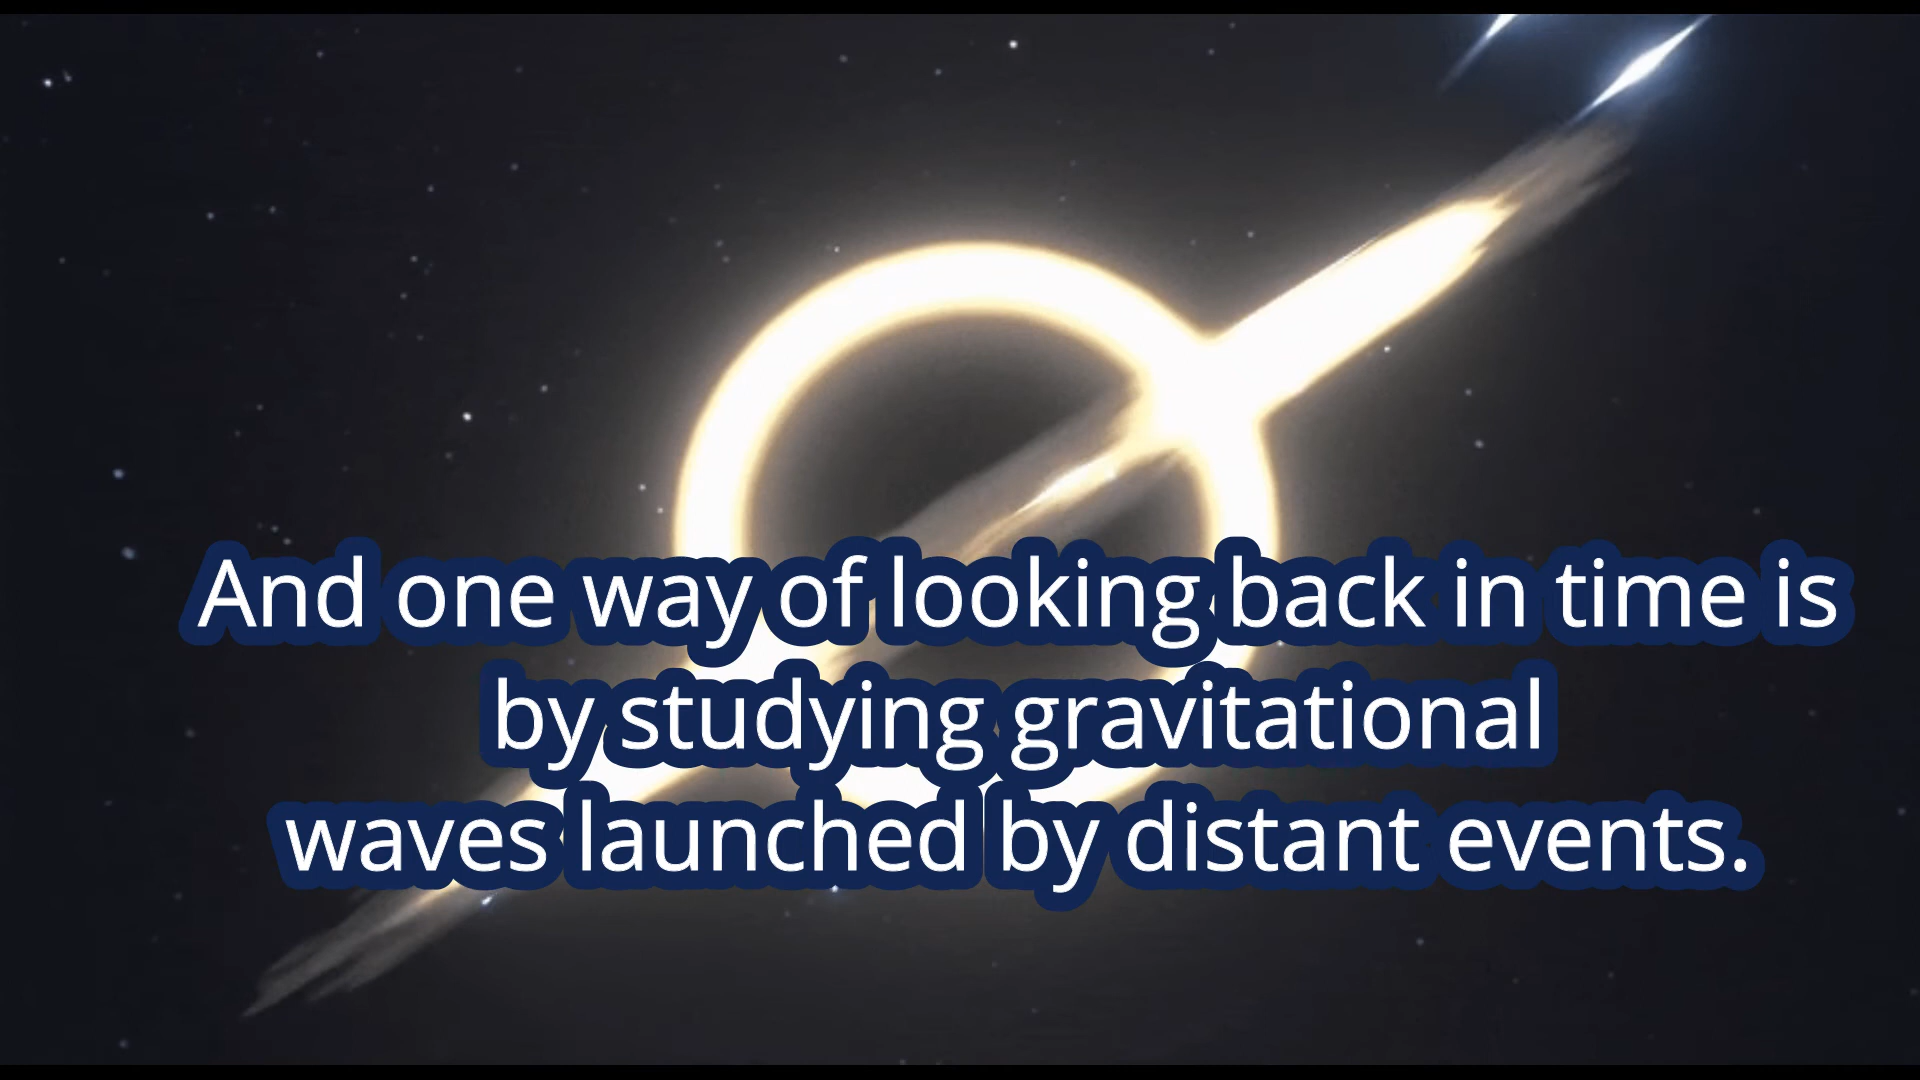 And one way of looking back in time is
by studying gravitational
waves launched by distant events.